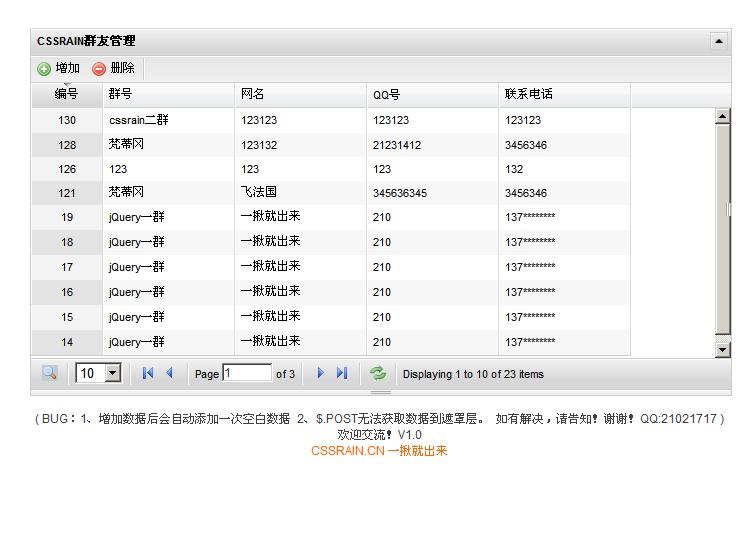 CSSRAIN群友管理
增加 删除
编号 群号 网名 QQ号 联系电话
130 cssrain二群 123123 123123 123123
128 梵蒂冈 123132 21231412 3456346
126 123 123 123 132
121 梵蒂冈 飞法国 345636345 3456346
19 jQuery一群 一揪就出来 210 137********
18 jQuery一群 一揪就出来 210 137********
17 jQuery一群 一揪就出来 210 137********
16 jQuery一群 一揪就出来 210 137********
15 jQuery一群 一揪就出来 210 137********
14 jQuery一群 一揪就出来 210 137********
10 Page 1 of 3 Displaying 1 to 10 of 23 items
( BUG：1、增加数据后会自动添加一次空白数据 2、$.POST无法获取数据到遮罩层。 如有解决，请告知！谢谢！QQ:21021717 )
欢迎交流！V1.0
CSSRAIN.CN 一揪就出来